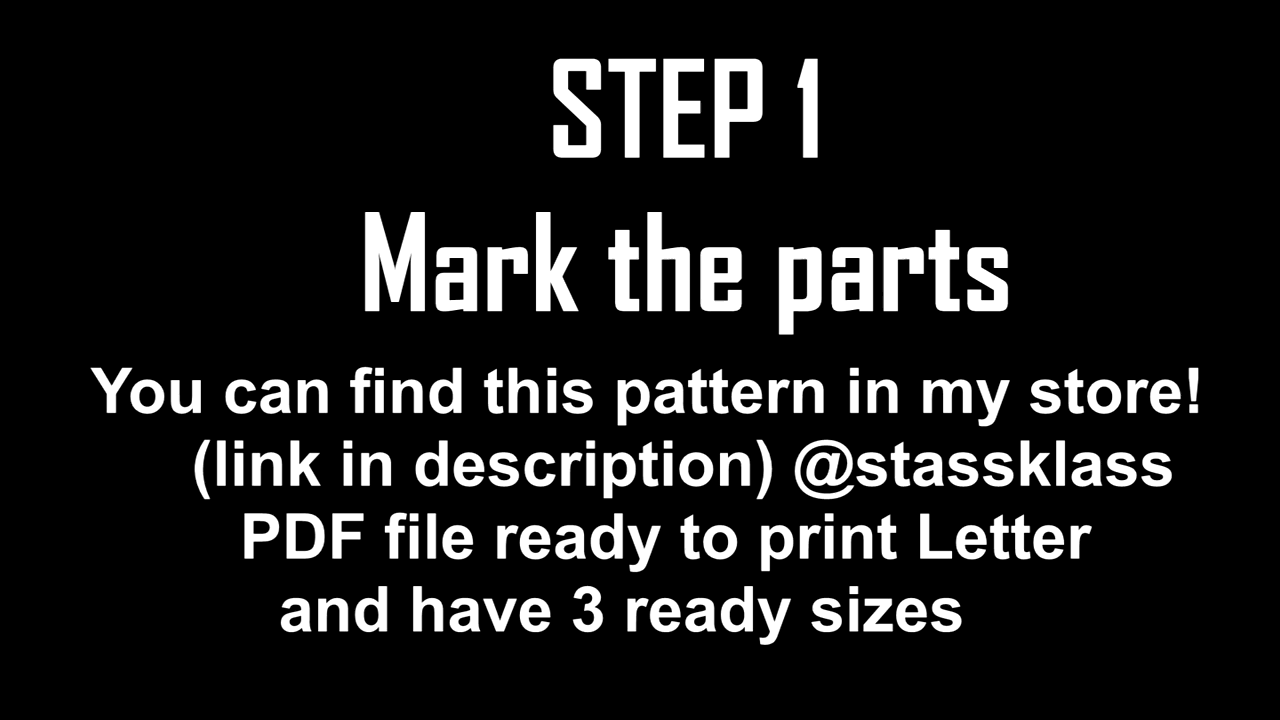 STEP 1
Mark the parts
You can find this pattern in my store!
(link in description) @stassklass
PDF file ready to print Letter
and have 3 ready sizes